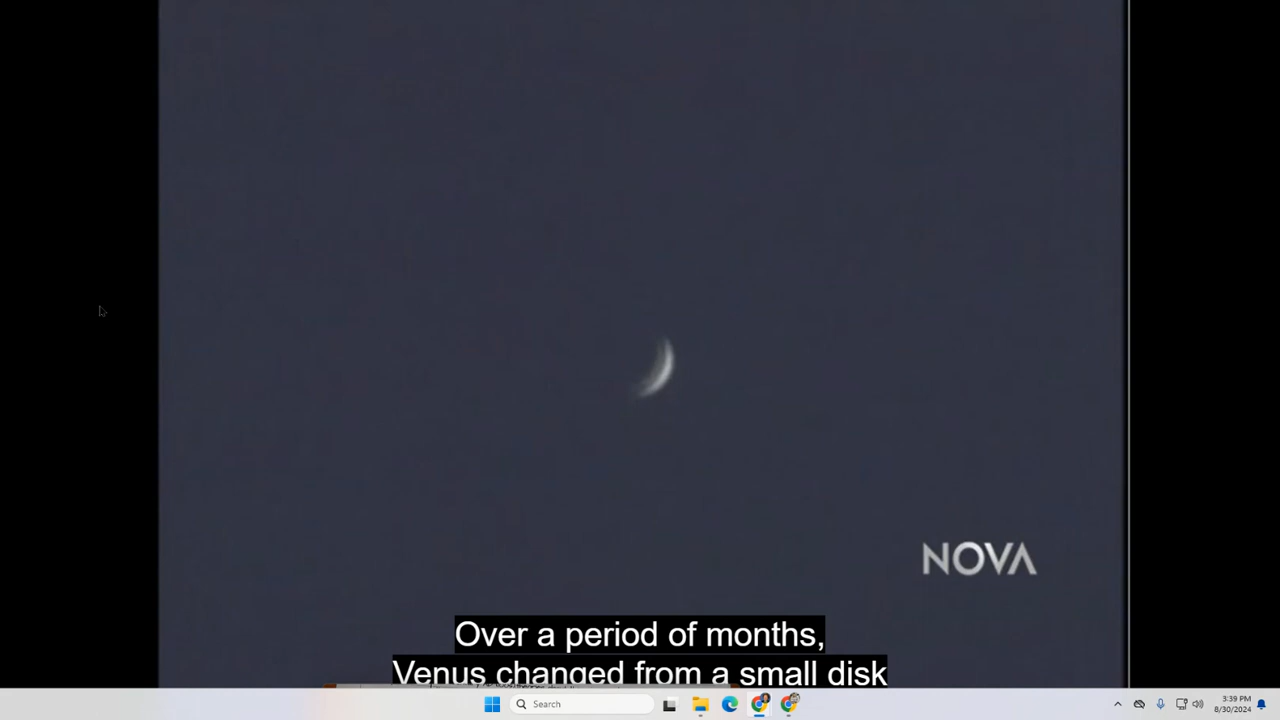 NOVA
Over a period of months,
Venus changed from a small disk
Search
3:39 PM
8/30/2024